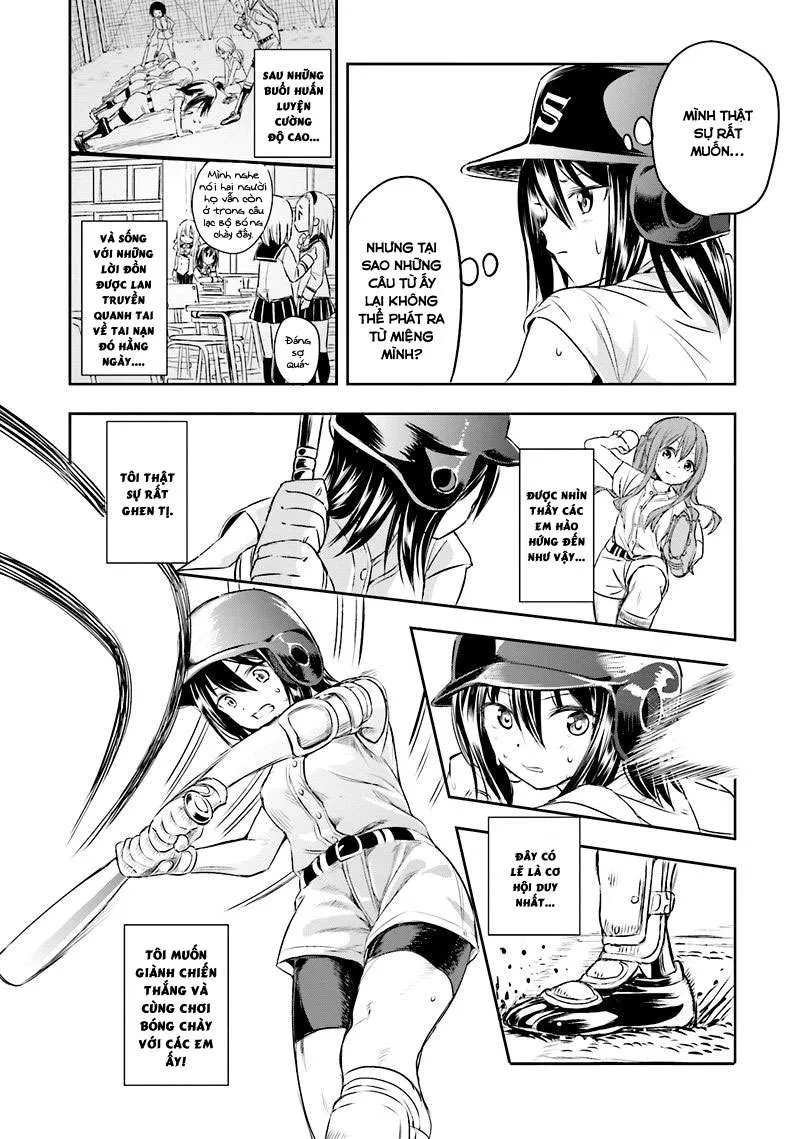 MÌNH THẬT
SỰ RẤT
MUỐN...
S
NHƯNG TẠI
SAO NHỮNG
CÂU TỪ ẤY
LẠI KHÔNG
THỂ PHÁT RA
TỪ MIỆNG
MÌNH?
SAU NHỮNG
BUỔI HUẤN
LUYỆN
CƯỜNG
ĐỘ CAO...
Mình nghe
nói hai người
họ vẫn còn
ở trong câu
lạc bộ bóng
chày đấy.
Đáng
sợ
quá~
VÀ SỐNG
VỚI NHỮNG
LỜI ĐỒN
ĐƯỢC LAN
TRUYỀN
QUANH TAI
VỀ TAI NẠN
ĐÓ HẰNG
NGÀY....
ĐƯỢC NHÌN
THẤY CÁC
EM HÀO
HỨNG ĐẾN
NHƯ VẬY...
TÔI THẬT
SỰ RẤT
GHEN TỊ.
ĐÂY CÓ
LẼ LÀ CƠ
HỘI DUY
NHẤT...
TÔI MUỐN
GIÀNH CHIẾN
THẮNG VÀ
CÙNG CHƠI
BÓNG CHÀY
VỚI CÁC EM
ẤY!